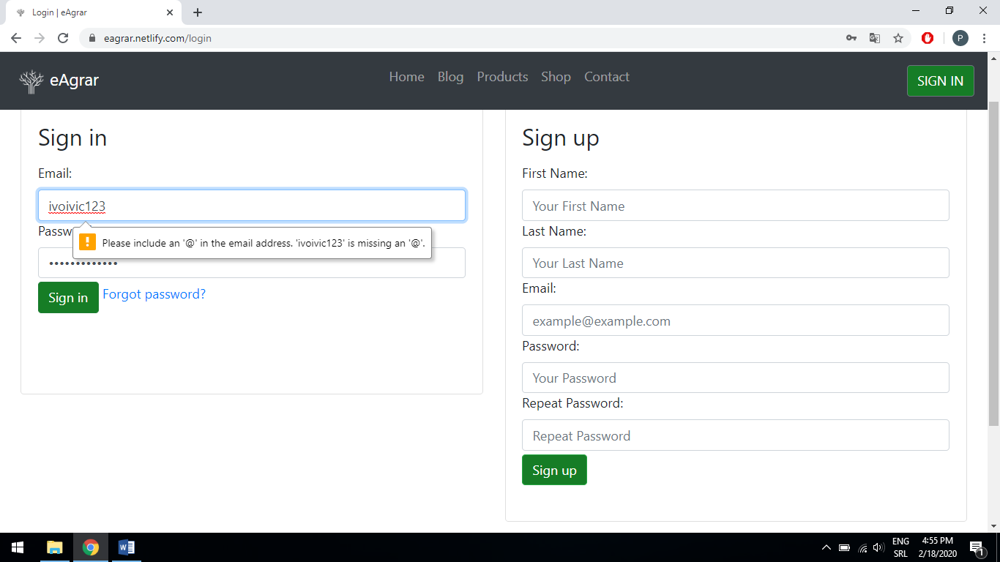 Login | eAgrar
eagrar.netlify.com/login
P
eAgrar
Home Blog Products Shop Contact
SIGN IN
Sign in
Email:
ivoivic123
Passw
Please include an '@' in the email address. 'ivoivic123' is missing an '@'.
•••••••••••••
Sign in Forgot password?
Sign up
First Name:
Your First Name
Last Name:
Your Last Name
Email:
example@example.com
Password:
Your Password
Repeat Password:
Repeat Password
Sign up
ENG
SRL
4:55 PM
2/18/2020
1